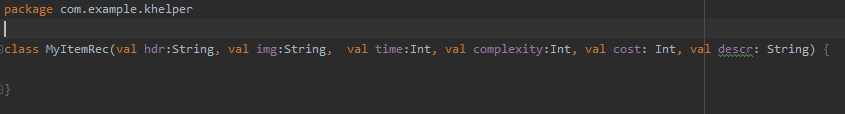 package com.example.khelper
class MyItemRec(val hdr:String, val img:String,  val time:Int, val complexity:Int, val cost: Int, val descr: String) {
}